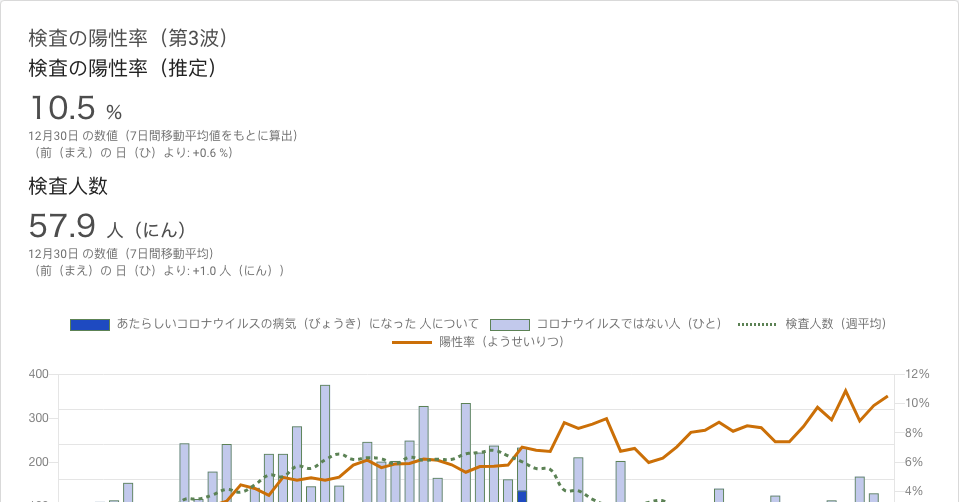 検査の陽性率（第3波）
検査の陽性率（推定）
10.5 %
12月30日 の数値（7日間移動平均値をもとに算出）
（前（まえ）の 日（ひ）より: +0.6 %）
検査人数
57.9 人（にん）
12月30日 の数値（7日間移動平均）
（前（まえ）の 日（ひ）より: +1.0 人（にん））
あたらしいコロナウイルスの病気（びょうき）になった 人について コロナウイルスではない人（ひと） 検査人数（週平均）
陽性率（ようせいりつ）
400 12%
300 10%
8%
200 6%
4%